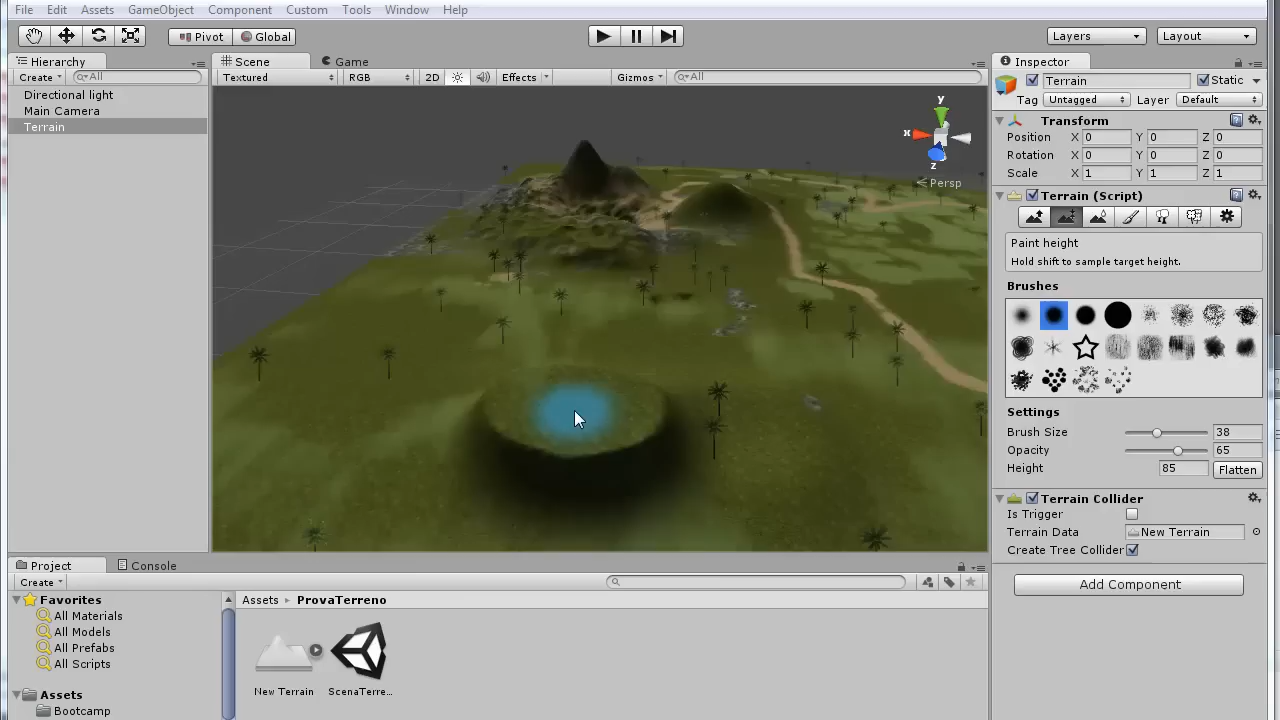 File Edit Assets GameObject Component Custom Tools Window Help
Pivot Global Layers Layout
Hierarchy Scene Game Inspector
Create All Textured RGB 2D Effects Gizmos All Terrain Static
Tag Untagged Layer Default
Directional light
Main Camera
Terrain
y
x
z
Persp
Transform
Position X 0 Y 0 Z 0
Rotation X 0 Y 0 Z 0
Scale X 1 Y 1 Z 1
Terrain (Script)
Paint height
Hold shift to sample target height.
Brushes
Settings
Brush Size 38
Opacity 65
Height 85 Flatten
Terrain Collider
Is Trigger
Terrain Data New Terrain
Create Tree Collider
Add Component
Project Console
Create
Favorites
All Materials
All Models
All Prefabs
All Scripts
Assets
Bootcamp
Assets ProvaTerreno
New Terrain ScenaTerre...